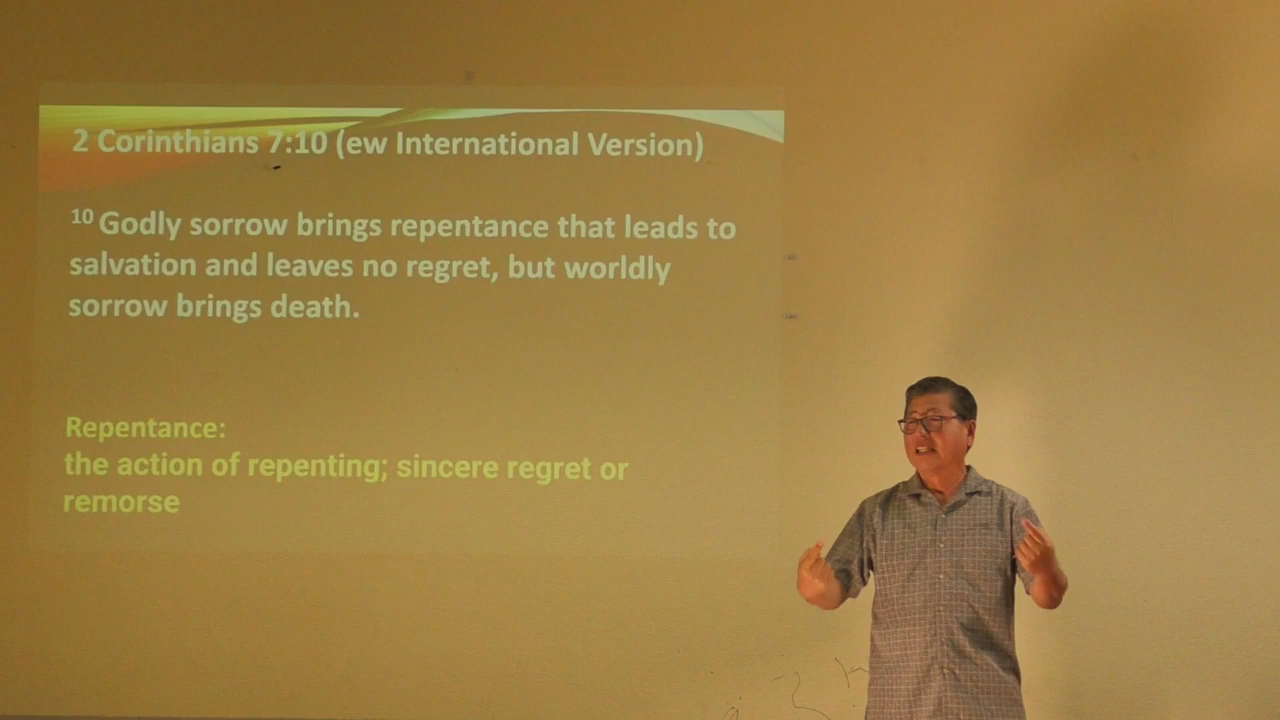 2 Corinthians 7:10 (ew International Version)
10 Godly sorrow brings repentance that leads to
salvation and leaves no regret, but worldly
sorrow brings death.
Repentance:
the action of repenting; sincere regret or
remorse